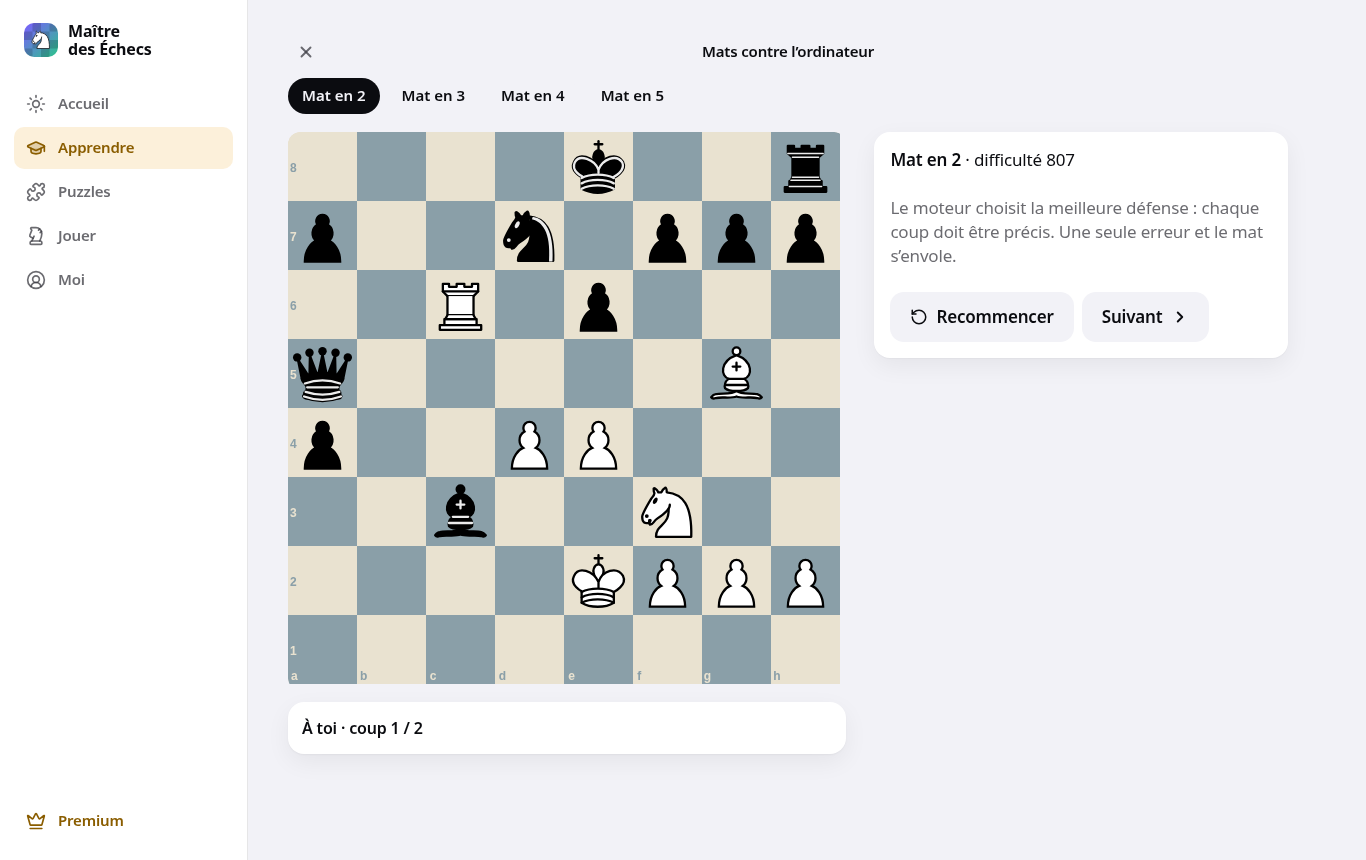 Maître
des Échecs
Accueil
Apprendre
Puzzles
Jouer
Moi
Premium
Mats contre l’ordinateur
Mat en 2
Mat en 3
Mat en 4
Mat en 5
8
7
6
5
4
3
2
1
a b c d e f g h
À toi · coup 1 / 2
Mat en 2 · difficulté 807
Le moteur choisit la meilleure défense : chaque
coup doit être précis. Une seule erreur et le mat
s’envole.
Recommencer
Suivant